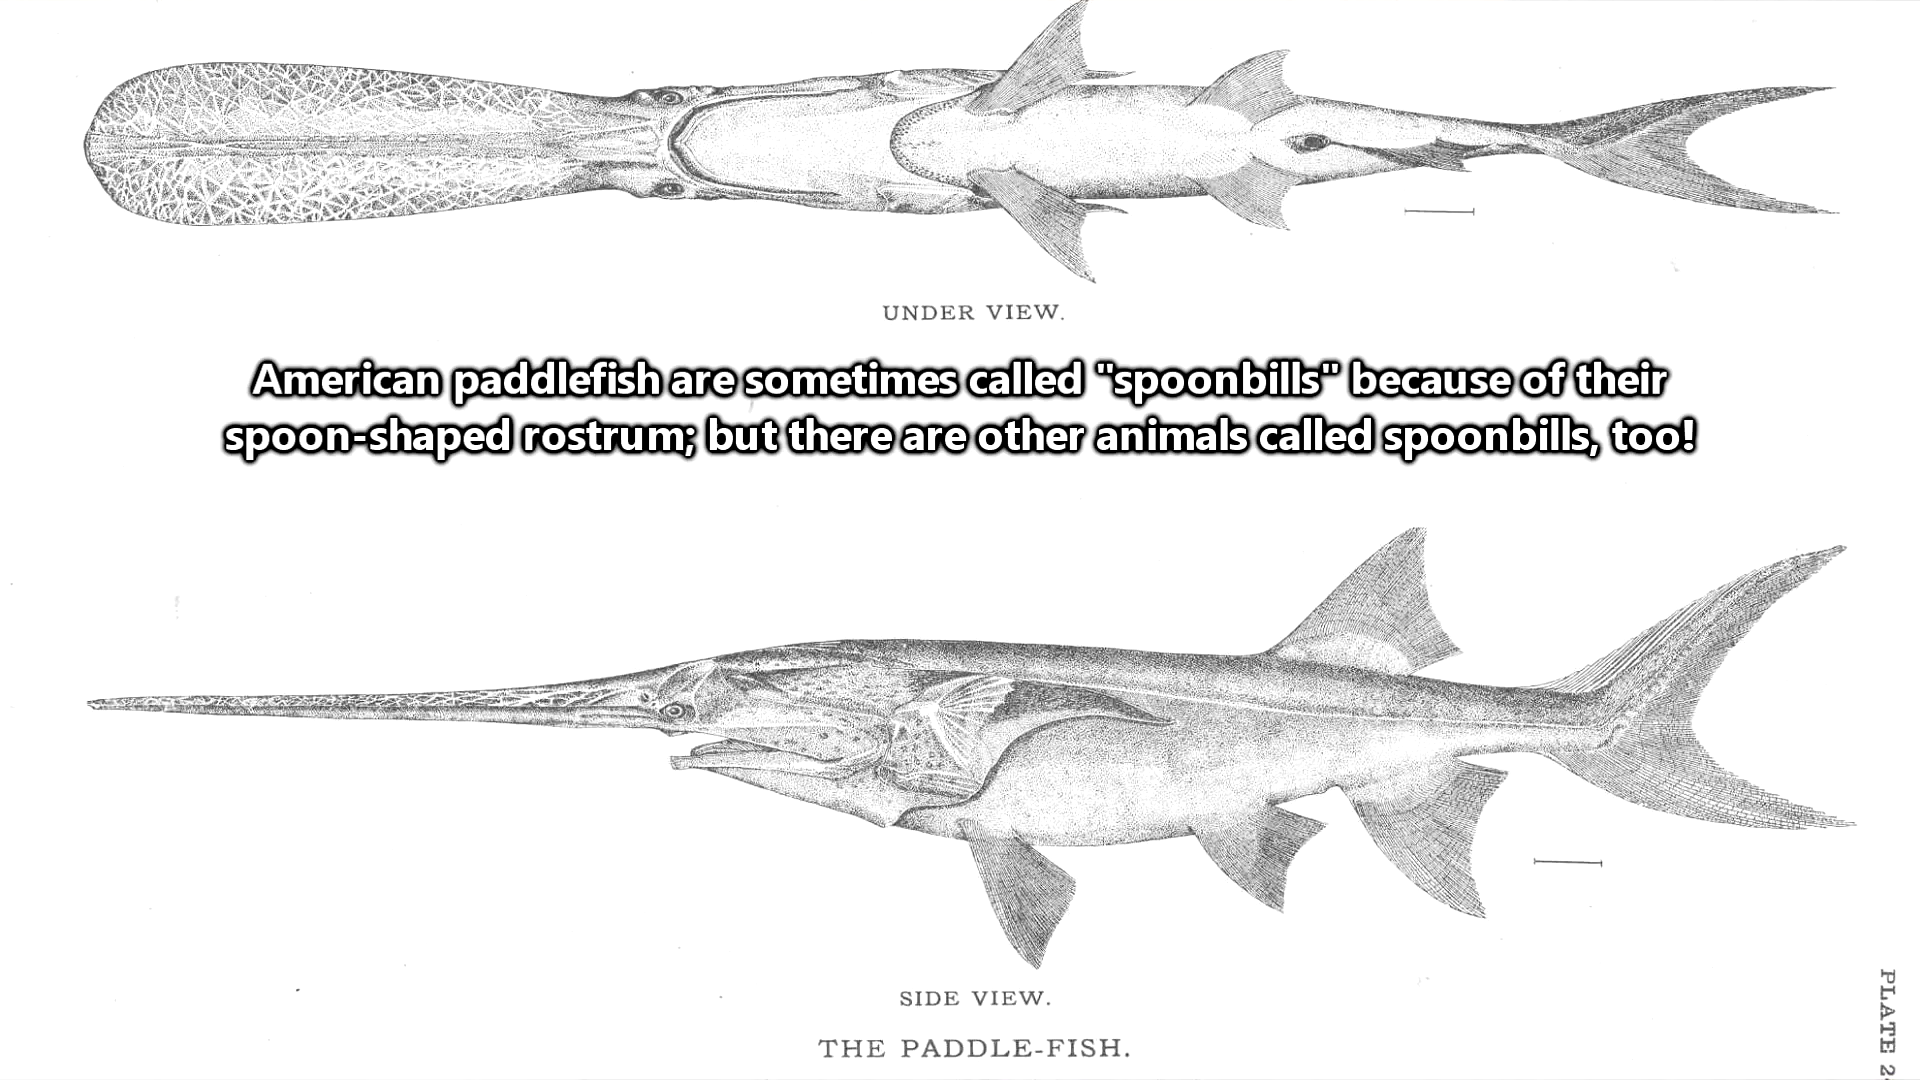 UNDER VIEW.
American paddlefish are sometimes called "spoonbills" because of their
spoon-shaped rostrum; but there are other animals called spoonbills, too!
SIDE VIEW.
THE PADDLE-FISH.
PLATE